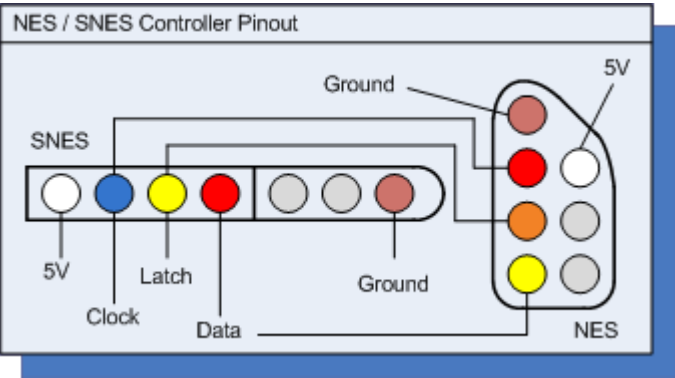 NES / SNES Controller Pinout
5V
Ground
SNES
5V
Latch
Ground
Clock
Data
NES